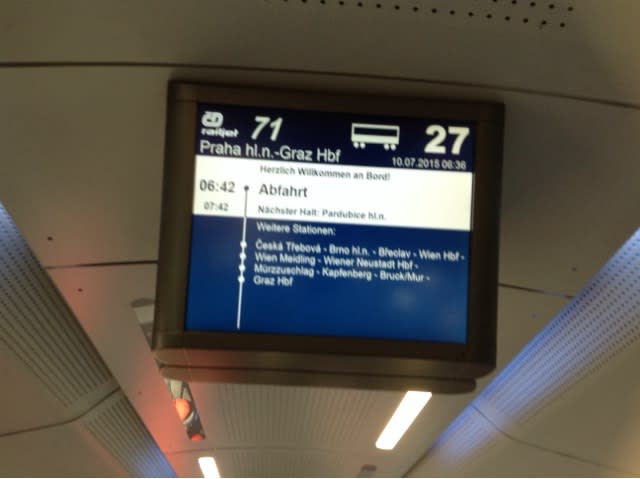 ČD
railjet 71 27
Praha hl.n.-Graz Hbf
10.07.2015 06:36
Herzlich Willkommen an Bord!
06:42 Abfahrt
07:42 Nächster Halt: Pardubice hl.n.
Weitere Stationen:
Česká Třebová - Brno hl.n. - Břeclav - Wien Hbf -
Wien Meidling - Wiener Neustadt Hbf -
Mürzzuschlag - Kapfenberg - Bruck/Mur -
Graz Hbf